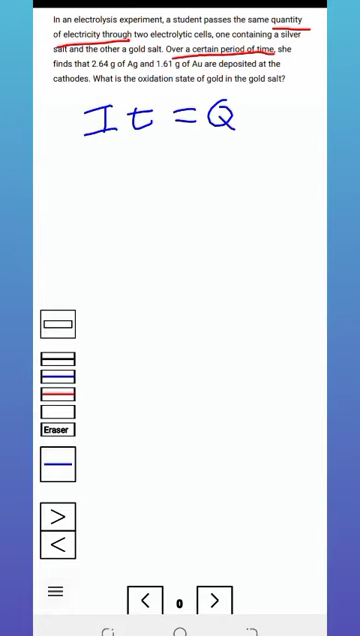 In an electrolysis experiment, a student passes the same quantity
of electricity through two electrolytic cells, one containing a silver
salt and the other a gold salt. Over a certain period of time, she
finds that 2.64 g of Ag and 1.61 g of Au are deposited at the
cathodes. What is the oxidation state of gold in the gold salt?
It = Q
Eraser
>
<
< 0 >